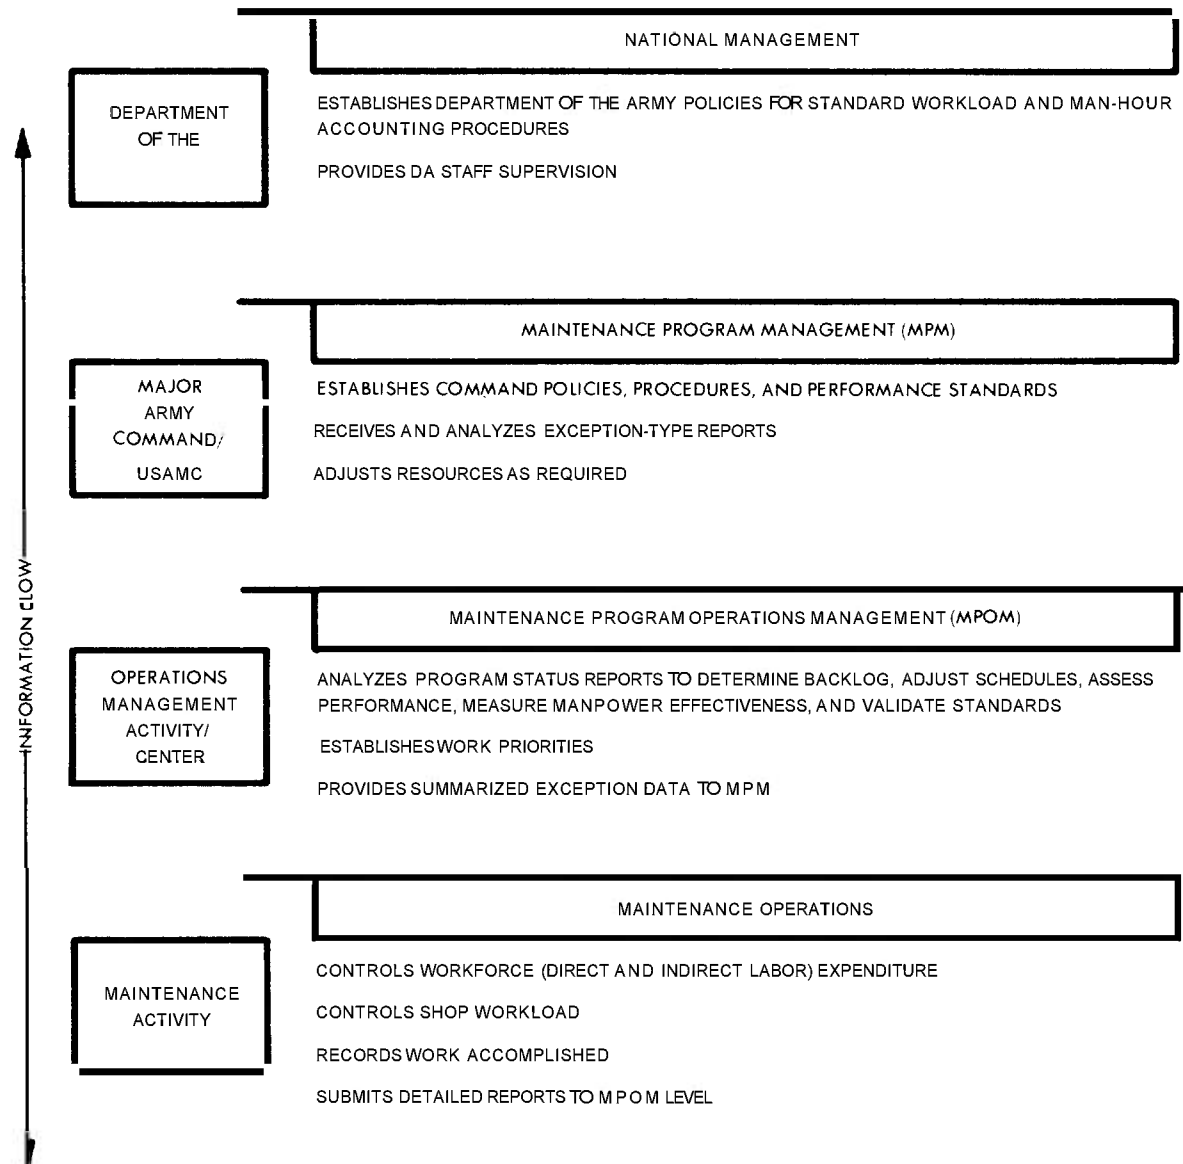 NATIONAL MANAGEMENT
DEPARTMENT
OF THE
ESTABLISHES DEPARTMENT OF THE ARMY POLICIES FOR STANDARD WORKLOAD AND MAN-HOUR
ACCOUNTING PROCEDURES
PROVIDES DA STAFF SUPERVISION
MAINTENANCE PROGRAM MANAGEMENT (MPM)
MAJOR
ARMY
COMMAND/
USAMC
ESTABLISHES COMMAND POLICIES, PROCEDURES, AND PERFORMANCE STANDARDS
RECEIVES AND ANALYZES EXCEPTION-TYPE REPORTS
ADJUSTS RESOURCES AS REQUIRED
INFORMATION CLOW
MAINTENANCE PROGRAM OPERATIONS MANAGEMENT (MPOM)
OPERATIONS
MANAGEMENT
ACTIVITY/
CENTER
ANALYZES PROGRAM STATUS REPORTS TO DETERMINE BACKLOG, ADJUST SCHEDULES, ASSESS
PERFORMANCE, MEASURE MANPOWER EFFECTIVENESS, AND VALIDATE STANDARDS
ESTABLISHES WORK PRIORITIES
PROVIDES SUMMARIZED EXCEPTION DATA TO MPM
MAINTENANCE OPERATIONS
MAINTENANCE
ACTIVITY
CONTROLS WORKFORCE (DIRECT AND INDIRECT LABOR) EXPENDITURE
CONTROLS SHOP WORKLOAD
RECORDS WORK ACCOMPLISHED
SUBMITS DETAILED REPORTS TO MPOM LEVEL